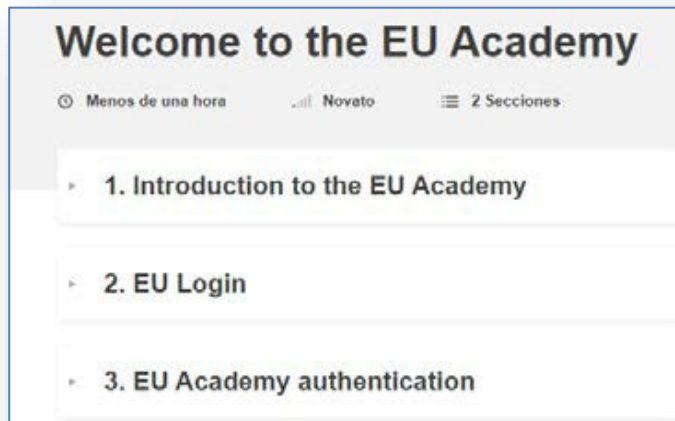 Welcome to the EU Academy
Menos de una hora Novato 2 Secciones
1. Introduction to the EU Academy
2. EU Login
3. EU Academy authentication